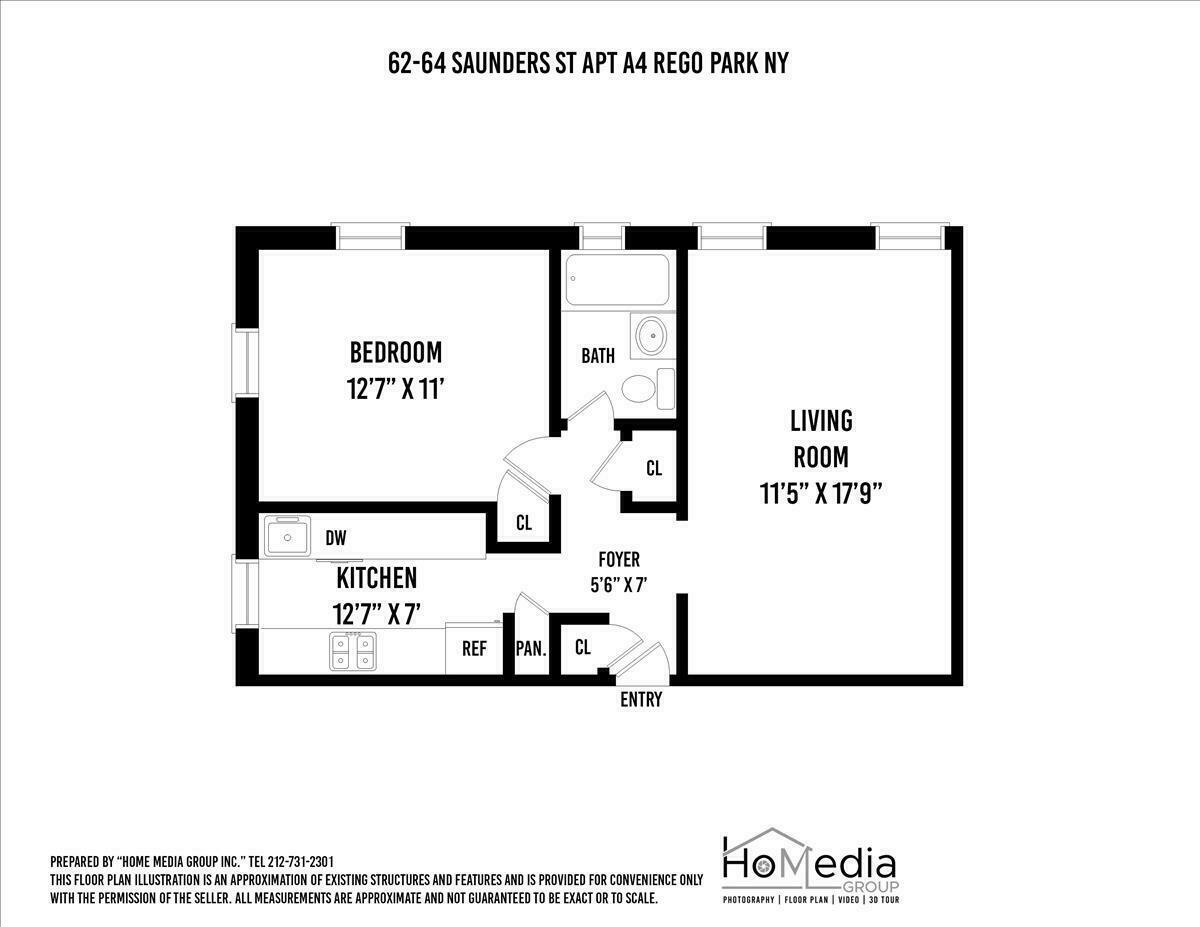 62-64 SAUNDERS ST APT A4 REGO PARK NY
BEDROOM
12'7" X 11'
BATH
LIVING
ROOM
11'5" X 17'9"
CL
CL
DW
KITCHEN
12'7" X 7'
FOYER
5'6" X 7'
REF
PAN.
CL
ENTRY
PREPARED BY “HOME MEDIA GROUP INC.” TEL 212-731-2301
THIS FLOOR PLAN ILLUSTRATION IS AN APPROXIMATION OF EXISTING STRUCTURES AND FEATURES AND IS PROVIDED FOR CONVENIENCE ONLY
WITH THE PERMISSION OF THE SELLER. ALL MEASUREMENTS ARE APPROXIMATE AND NOT GUARANTEED TO BE EXACT OR TO SCALE.
HoMedia
GROUP
PHOTOGRAPHY | FLOOR PLAN | VIDEO | 3D TOUR